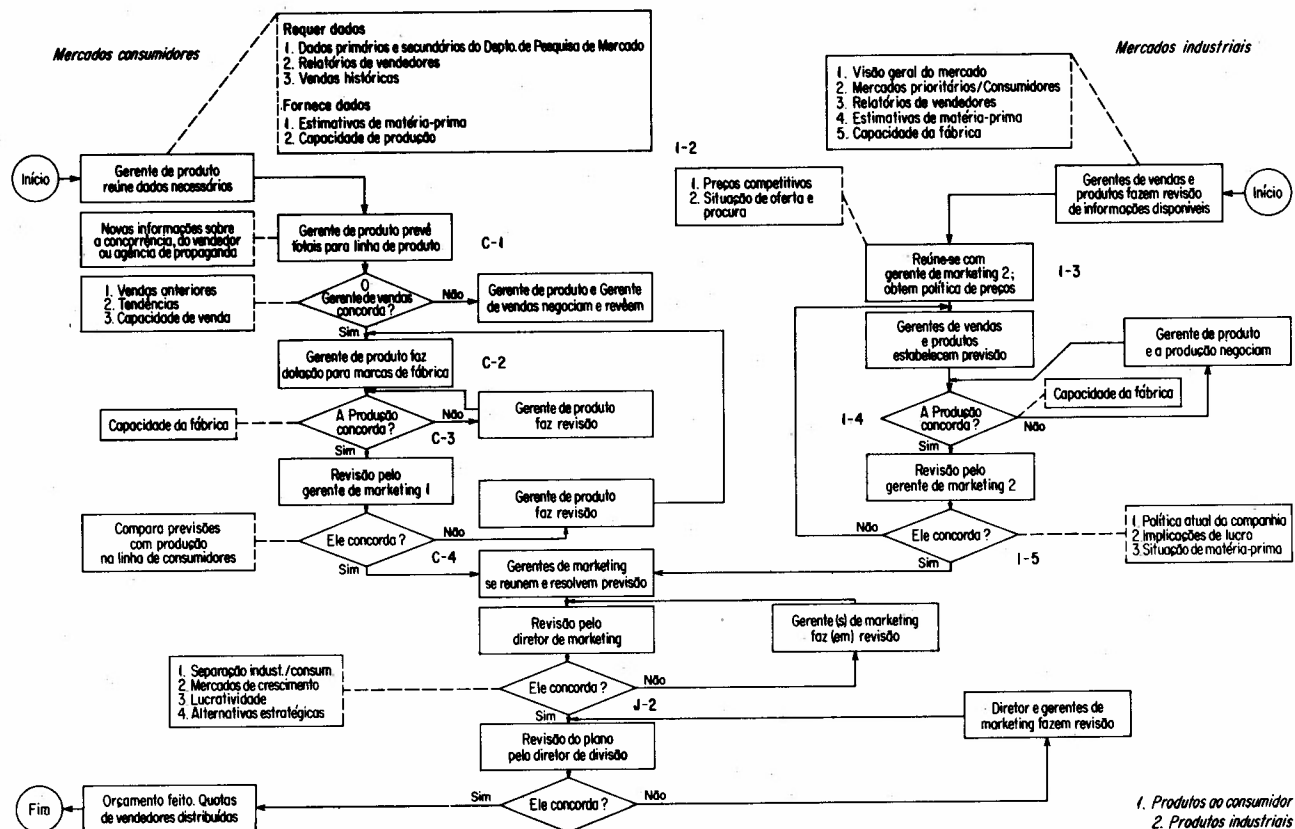 Mercados consumidores
Requer dados
1. Dados primários e secundários do Depto. de Pesquisa de Mercado
2. Relatórios de vendedores
3. Vendas históricas
Fornece dados
1. Estimativas de matéria-prima
2. Capacidade de produção
Início
Gerente de produto
reúne dados necessários
Novas informações sobre
a concorrência, do vendedor
ou agência de propaganda
Gerente de produto prevê
totais para linha de produto
C-1
1. Vendas anteriores
2. Tendências
3. Capacidade de venda
O
Gerente de vendas
concorda ?
Não
Sim
Gerente de produto e Gerente
de vendas negociam e revêem
Gerente de produto faz
dotação para marcas de fábrica
C-2
Capacidade da fábrica
A Produção
concorda ?
Não
C-3
Sim
Gerente de produto
faz revisão
Revisão pelo
gerente de marketing 1
Gerente de produto
faz revisão
Compara previsões
com produção
na linha de consumidores
Ele concorda ?
Não
C-4
Sim
Mercados industriais
1. Visão geral do mercado
2. Mercados prioritários/Consumidores
3. Relatórios de vendedores
4. Estimativas de matéria-prima
5. Capacidade da fábrica
I-2
1. Preços competitivos
2. Situação de oferta e
procura
Gerentes de vendas e
produtos fazem revisão
de informações disponíveis
Início
Reúne-se com
gerente de marketing 2;
obtem política de preços
I-3
Gerentes de vendas
e produtos
estabelecem previsão
Gerente de produto
e a produção negociam
Capacidade da fábrica
I-4
A Produção
concorda ?
Não
Sim
Revisão pelo
gerente de marketing 2
Não
Ele concorda ?
Sim
I-5
1. Política atual da companhia
2. Implicações de lucro
3. Situação de matéria-prima
Gerentes de marketing
se reunem e resolvem previsão
Revisão pelo
diretor de marketing
Gerente (s) de marketing
faz (em) revisão
1. Separação indust./consum.
2. Mercados de crescimento
3. Lucratividade
4. Alternativas estratégicas
Ele concorda ?
Não
J-2
Sim
Diretor e gerentes de
marketing fazem revisão
Revisão do plano
pelo diretor de divisão
Fim
Orçamento feito. Quotas
de vendedores distribuídas
Sim
Ele concorda ?
Não
1. Produtos ao consumidor
2. Produtos industriais